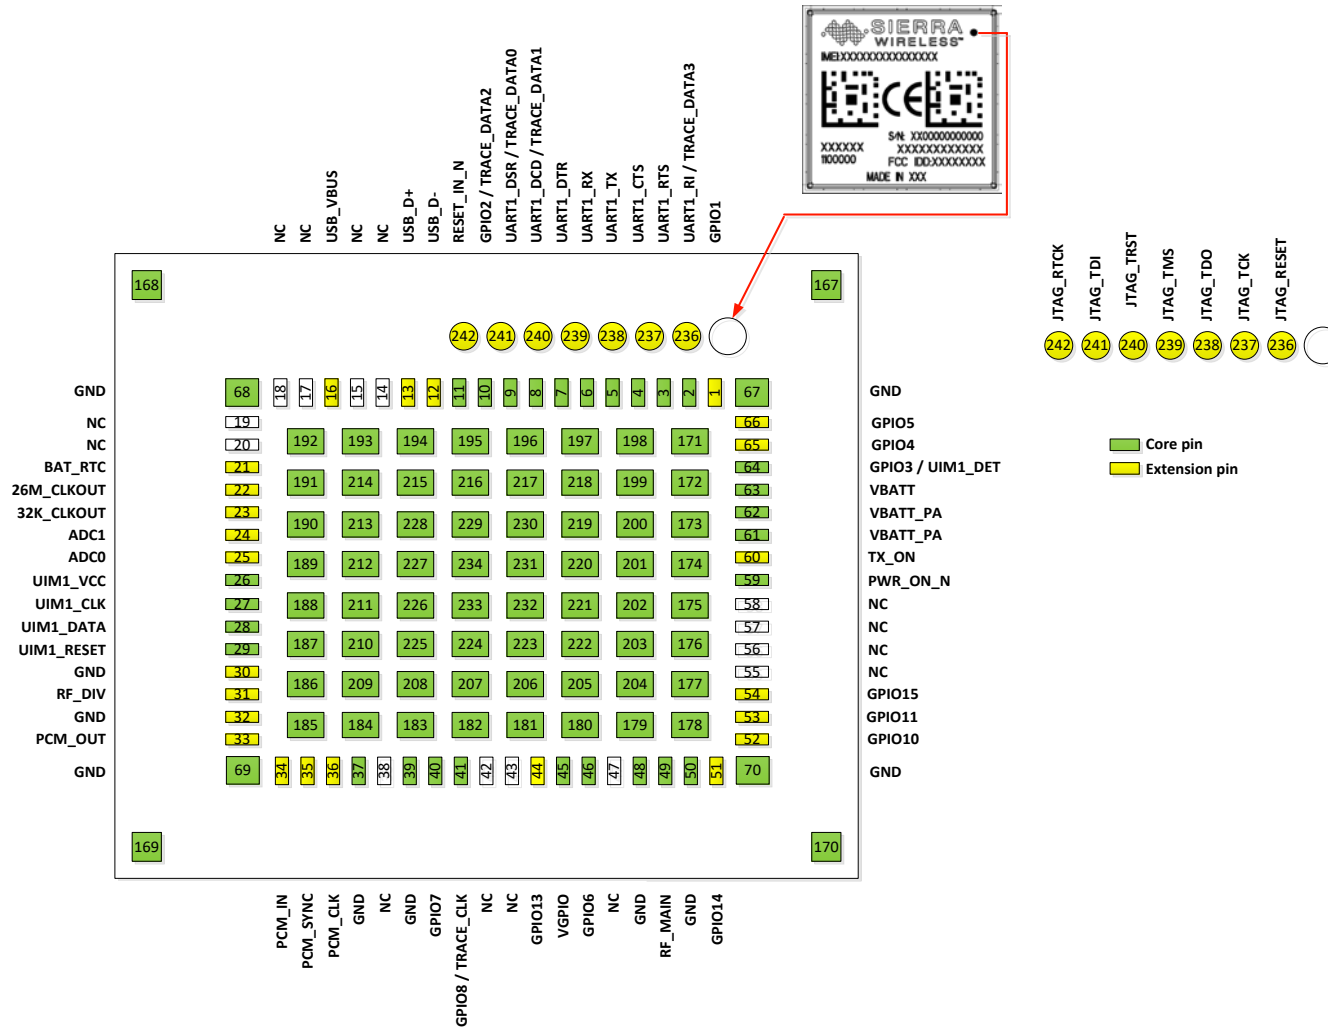 SIERRA
WIRELESS™
IMEI:XXXXXXXXXXXXXXX
CE
S/N: XX00000000000
XXXXXX
XXXXXXXXXXXXX
1100000
FCC IDD:XXXXXXXX
MADE IN XXX
NC
NC
USB_VBUS
NC
NC
USB_D+
USB_D-
RESET_IN_N
GPIO2 / TRACE_DATA2
UART1_DSR / TRACE_DATA0
UART1_DCD / TRACE_DATA1
UART1_DTR
UART1_RX
UART1_TX
UART1_CTS
UART1_RTS
UART1_RI / TRACE_DATA3
GPIO1
JTAG_RTCK
JTAG_TDI
JTAG_TRST
JTAG_TMS
JTAG_TDO
JTAG_TCK
JTAG_RESET
242 241 240 239 238 237 236
168 167
242 241 240 239 238 237 236
GND 68 18 17 16 15 14 13 12 11 10 9 8 7 6 5 4 3 2 1 67 GND
NC 19 66 GPIO5
192 193 194 195 196 197 198 171
NC 20 65 GPIO4
BAT_RTC 21 64 GPIO3 / UIM1_DET
191 214 215 216 217 218 199 172
26M_CLKOUT 22 63 VBATT
32K_CLKOUT 23 62 VBATT_PA
190 213 228 229 230 219 200 173
ADC1 24 61 VBATT_PA
ADC0 25 60 TX_ON
189 212 227 234 231 220 201 174
UIM1_VCC 26 59 PWR_ON_N
UIM1_CLK 27 58 NC
188 211 226 233 232 221 202 175
UIM1_DATA 28 57 NC
UIM1_RESET 29 56 NC
187 210 225 224 223 222 203 176
GND 30 55 NC
186 209 208 207 206 205 204 177
RF_DIV 31 54 GPIO15
GND 32 53 GPIO11
185 184 183 182 181 180 179 178
PCM_OUT 33 52 GPIO10
GND 69 34 35 36 37 38 39 40 41 42 43 44 45 46 47 48 49 50 51 70 GND
169 170
Core pin
Extension pin
PCM_IN
PCM_SYNC
PCM_CLK
GND
NC
GND
GPIO7
GPIO8 / TRACE_CLK
NC
NC
GPIO13
VGPIO
GPIO6
NC
GND
RF_MAIN
GND
GPIO14